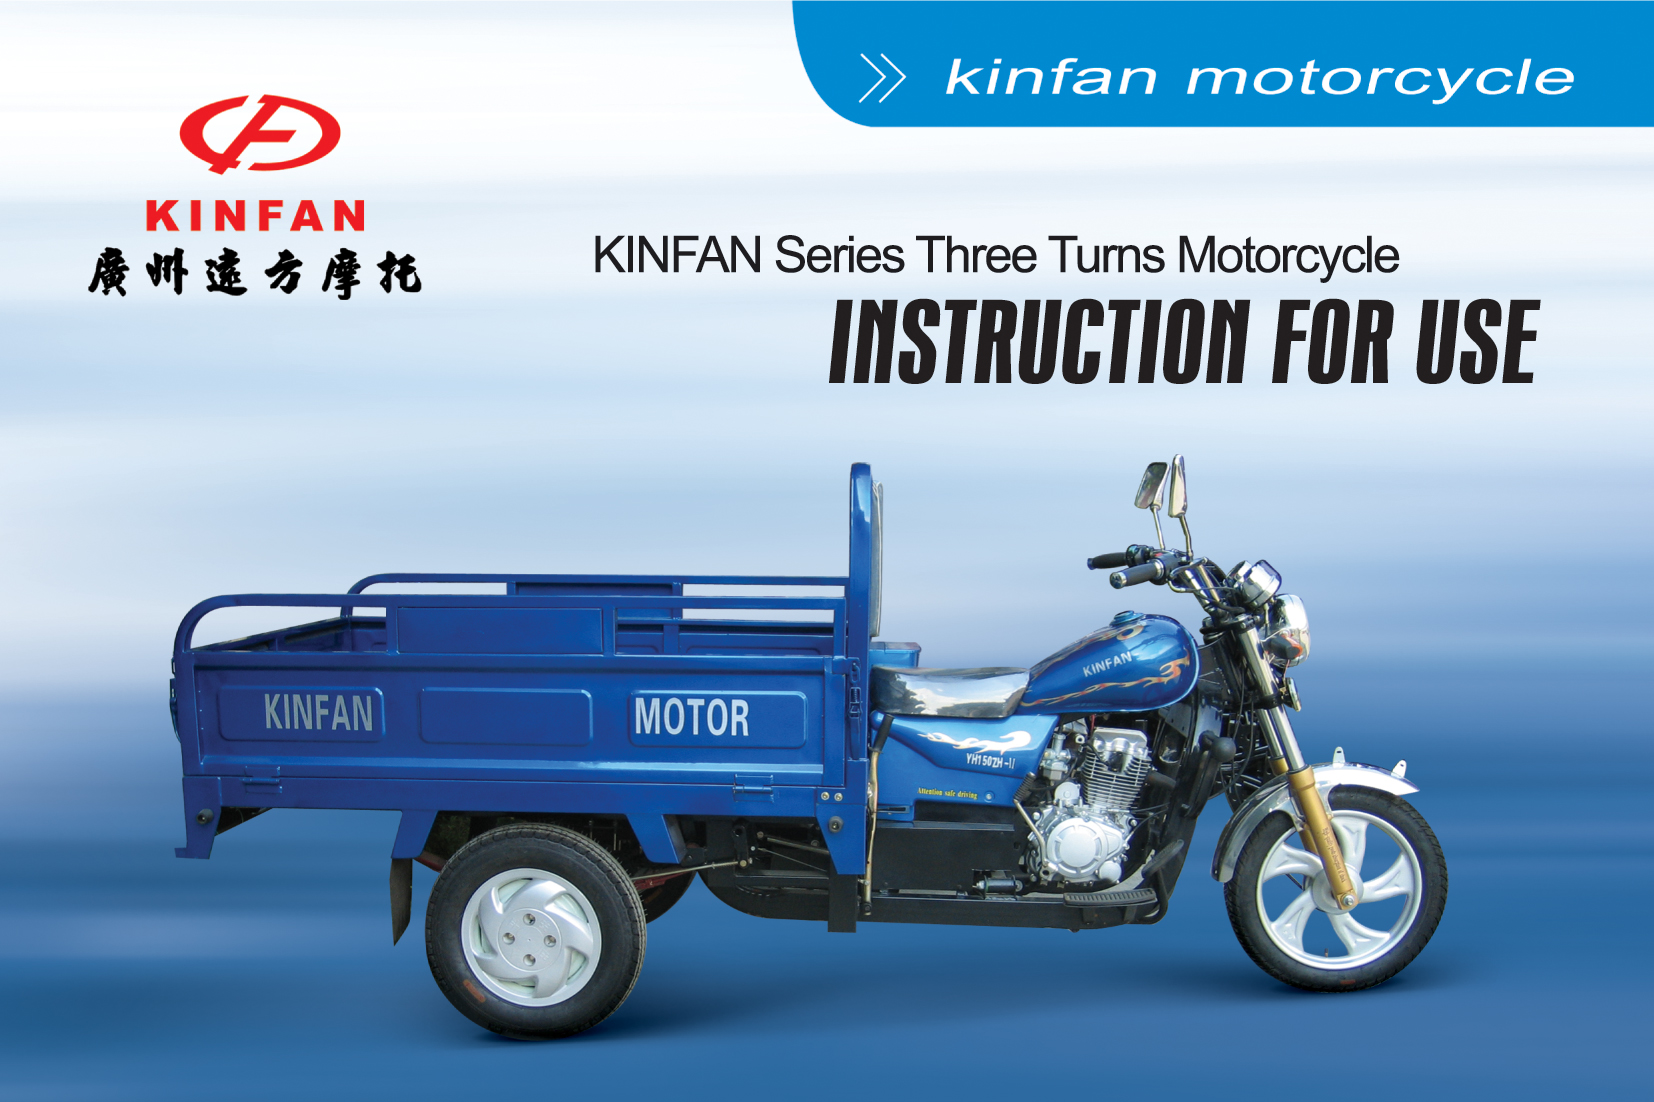 kinfan motorcycle
KINFAN
廣州遠方摩托
KINFAN Series Three Turns Motorcycle
INSTRUCTION FOR USE
KINFAN
KINFAN MOTOR
YH150ZH-II
Attention safe driving